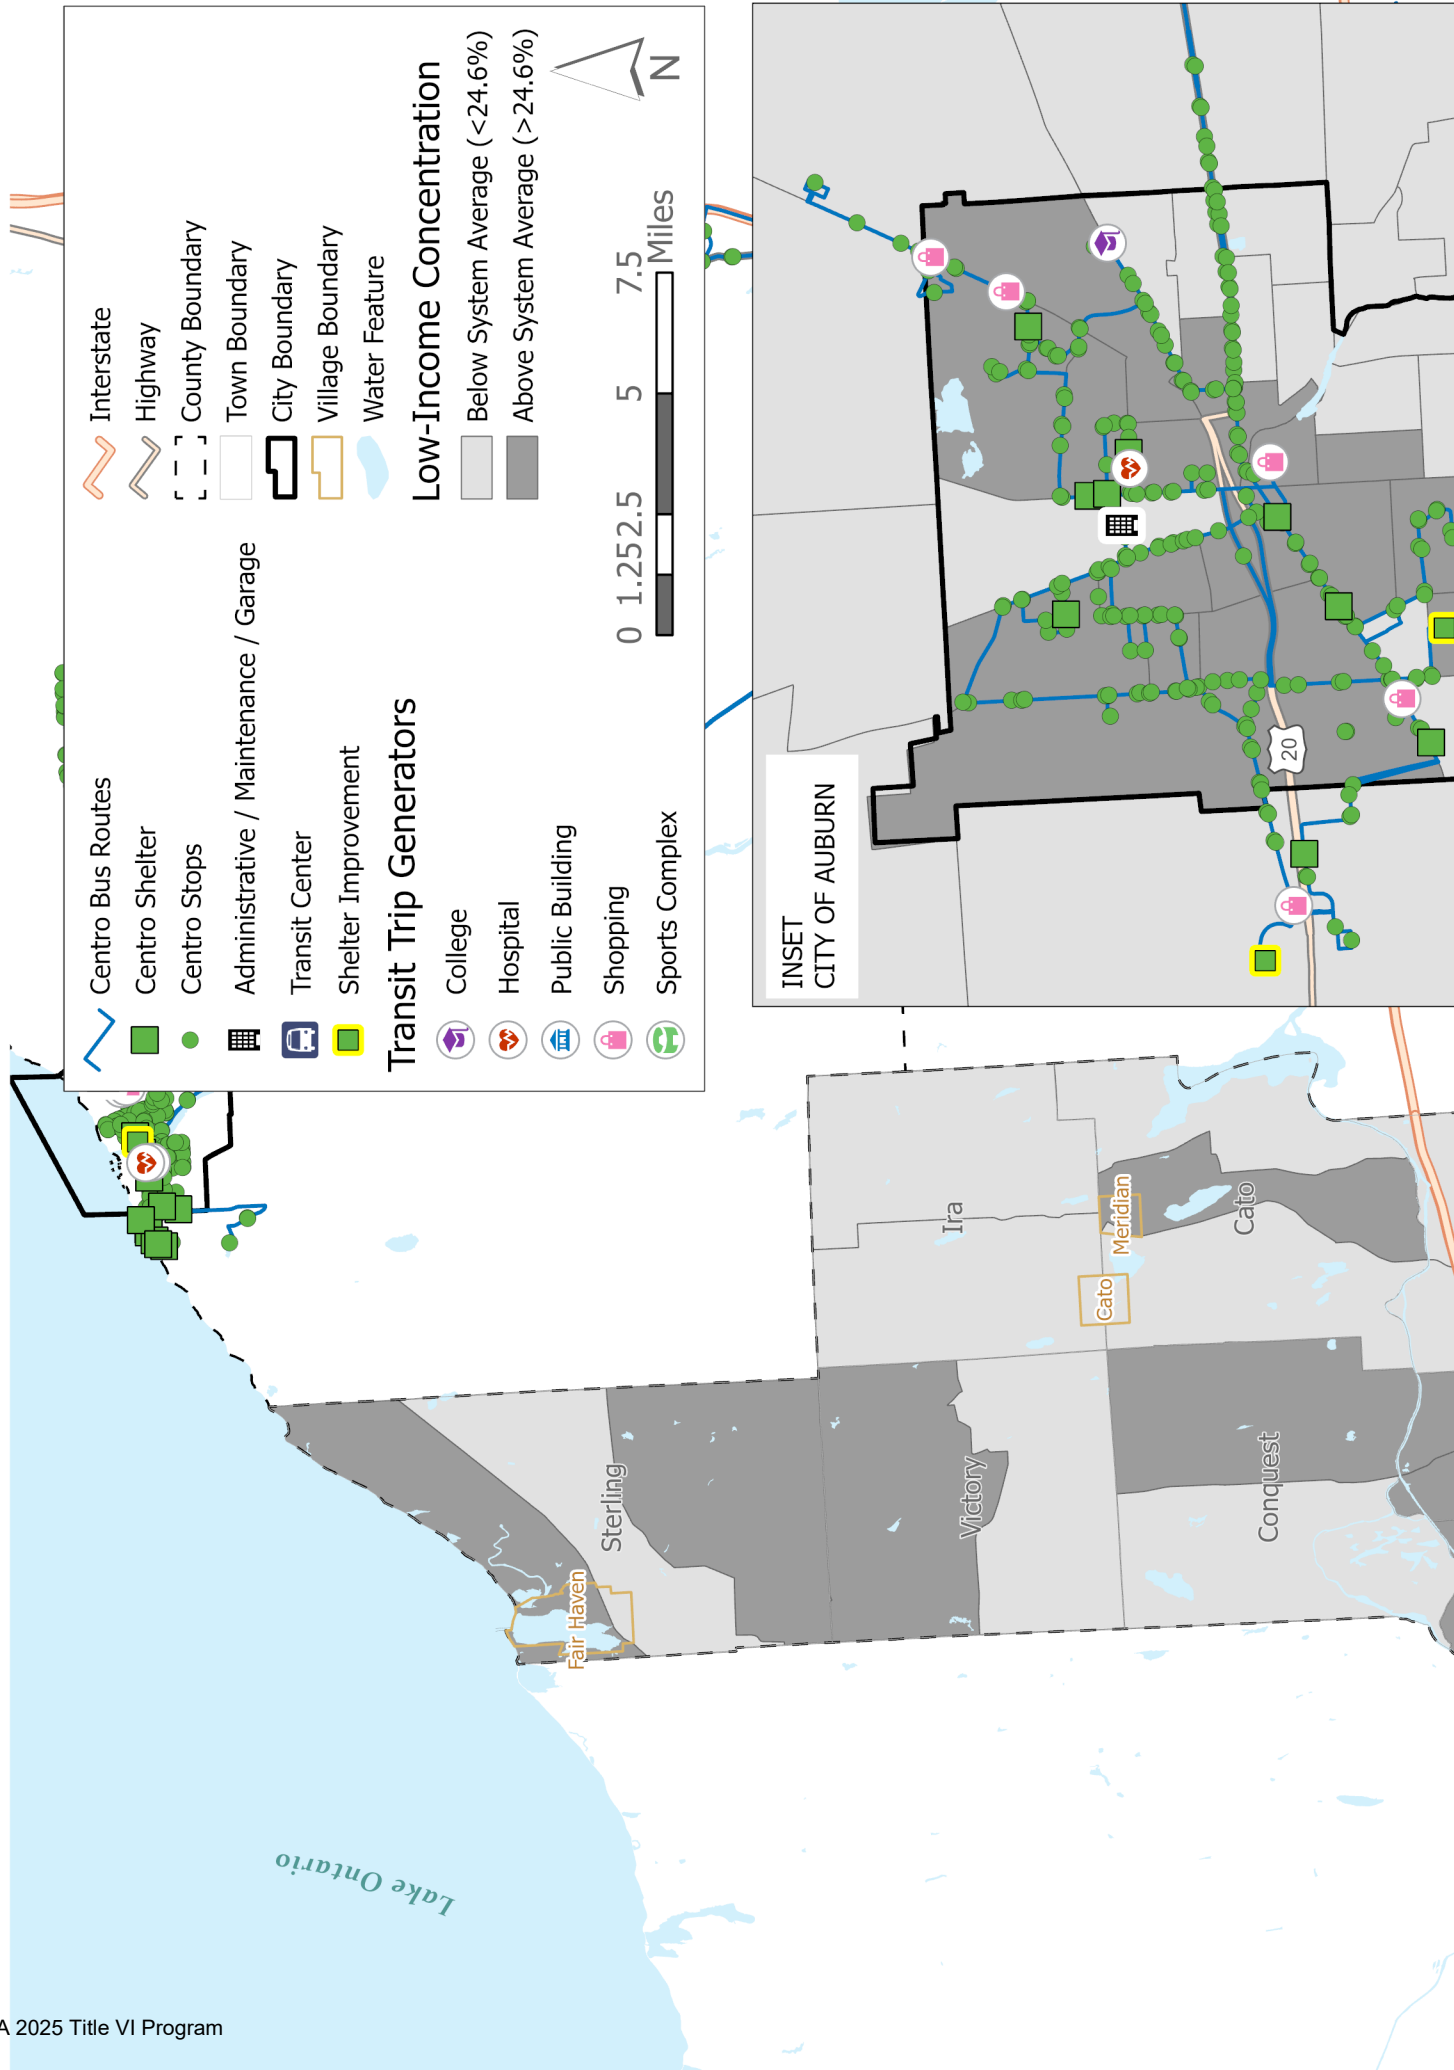 Centro Bus Routes
Centro Shelter
Centro Stops
Administrative / Maintenance / Garage
Transit Center
Shelter Improvement
Transit Trip Generators
College
Hospital
Public Building
Shopping
Sports Complex
Interstate
Highway
County Boundary
Town Boundary
City Boundary
Village Boundary
Water Feature
Low-Income Concentration
Below System Average (<24.6%)
Above System Average (>24.6%)
0 1.25 2.5 5 7.5
Miles
N
INSET
CITY OF AUBURN
20
Lake Ontario
Fair Haven
Sterling
Victory
Conquest
Ira
Cato
Meridian
Cato
A 2025 Title VI Program